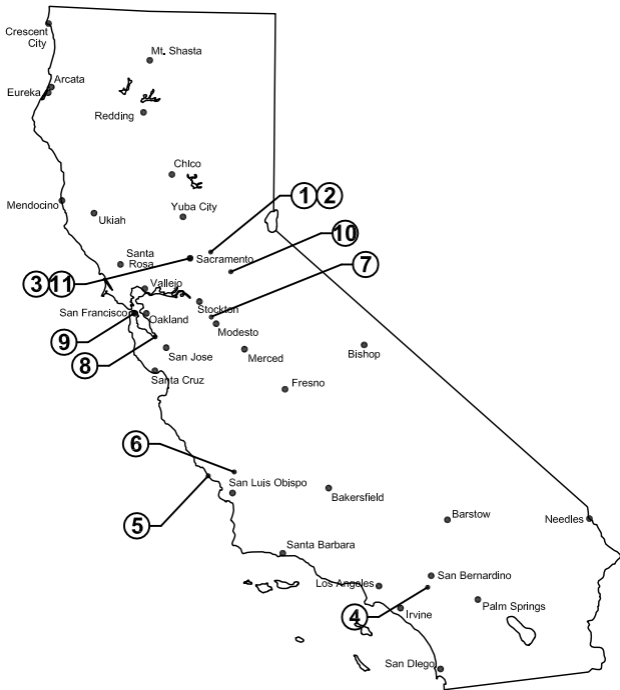 Crescent
City
Mt. Shasta
Arcata
Eureka
Redding
ChIco
1 2
Mendocino
Yuba City
Ukiah
10
Santa
Rosa
Sacramento
7
3 11
Vallejo
Stockton
San Francisco
Oakland
Modesto
9
San Jose
Merced
Bishop
8
Santa Cruz
Fresno
6
San Luis Obispo
Bakersfield
5
Barstow
Needles
Santa Barbara
San Bernardino
Los Angeles
Palm Springs
4
Irvine
San DIego